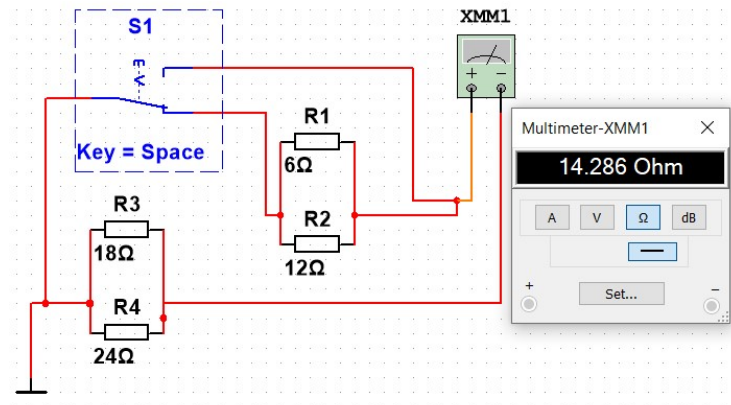 XMM1
S1
Key = Space
R1
6Ω
R2
12Ω
R3
18Ω
R4
24Ω
+ −
Multimeter-XMM1
14.286 Ohm
A V Ω dB
+ Set... −